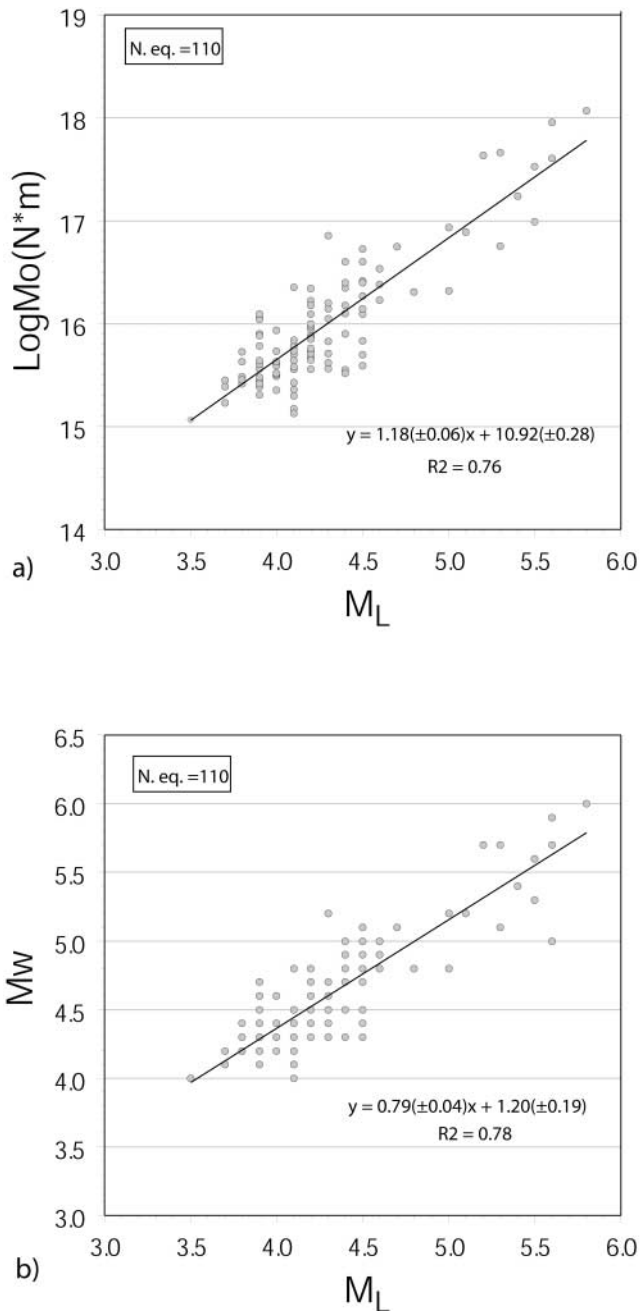 19
N. eq. =110
18
17
16
15
14
LogMo(N*m)
y = 1.18(±0.06)x + 10.92(±0.28)
R2 = 0.76
3.0 3.5 4.0 4.5 5.0 5.5 6.0
a)
ML
6.5
N. eq. =110
6.0
5.5
5.0
4.5
4.0
3.5
3.0
Mw
y = 0.79(±0.04)x + 1.20(±0.19)
R2 = 0.78
3.0 3.5 4.0 4.5 5.0 5.5 6.0
b)
ML